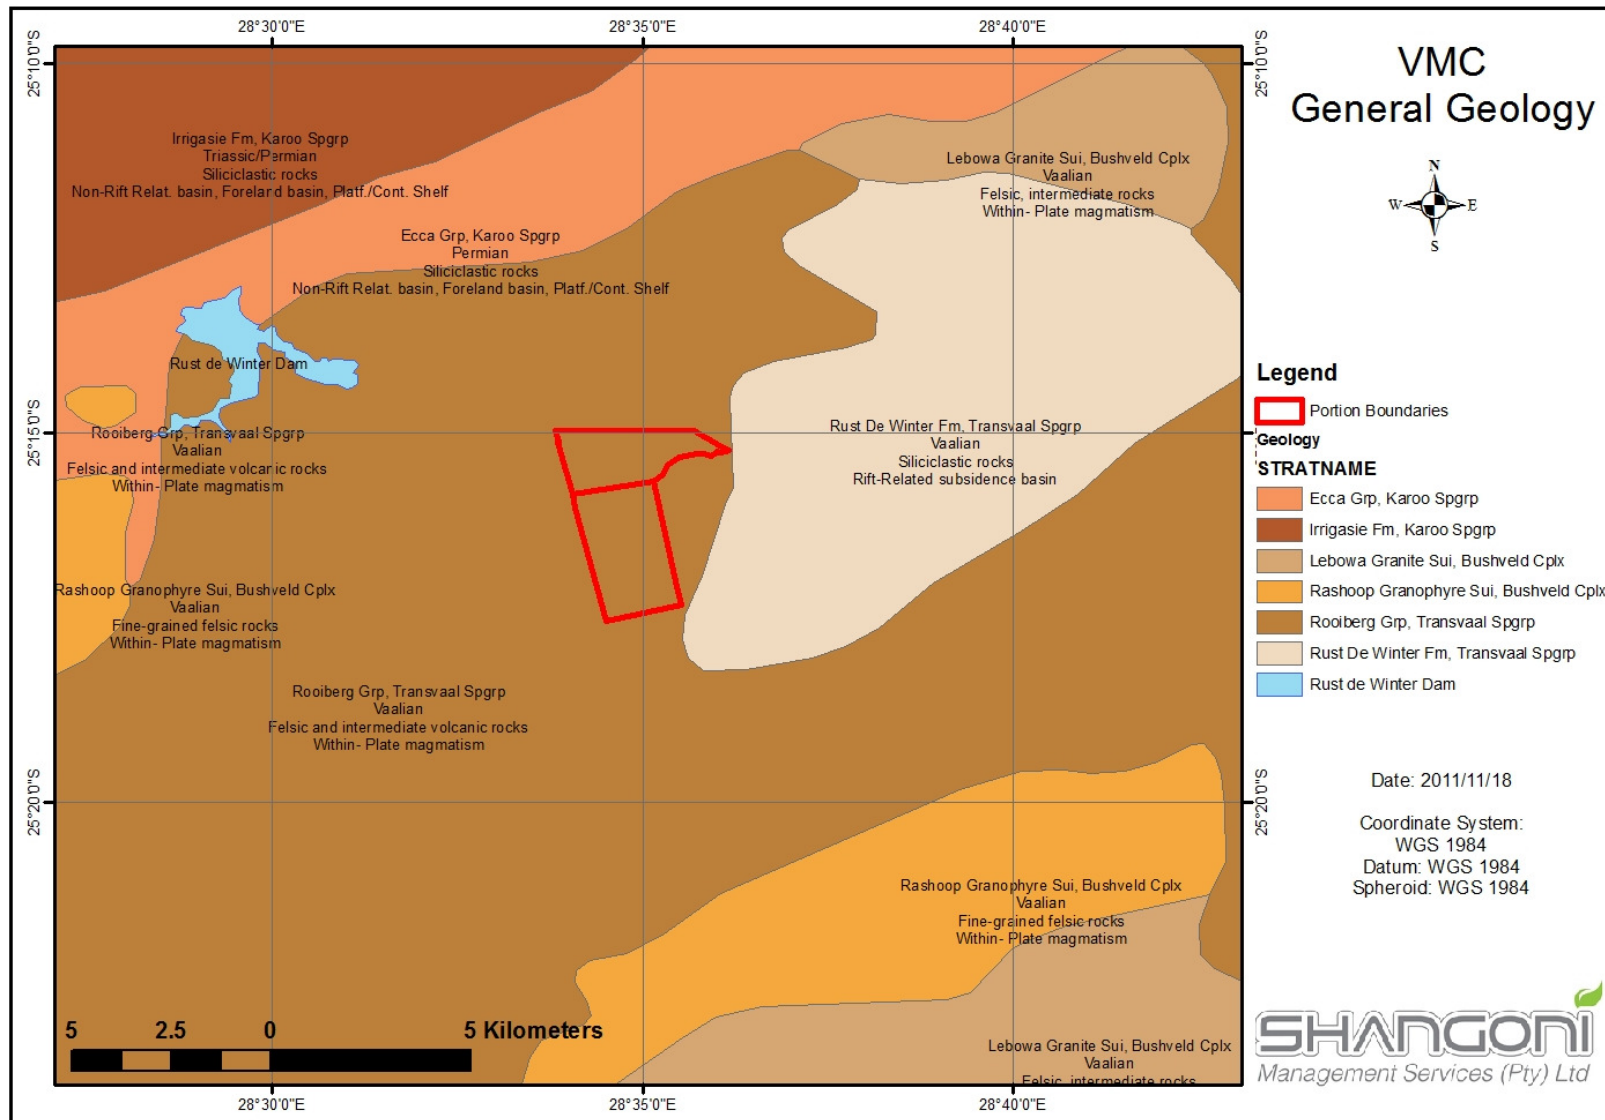 28°30'0"E
28°35'0"E
28°40'0"E
25°10'0"S
25°10'0"S
VMC
General Geology
N
W
E
S
Irrigasie Fm, Karoo Spgrp
Triassic/Permian
Siliciclastic rocks
Non-Rift Relat. basin, Foreland basin, Platf./Cont. Shelf
Lebowa Granite Sui, Bushveld Cplx
Vaalian
Felsic, intermediate rocks
Within- Plate magmatism
Ecca Grp, Karoo Spgrp
Permian
Siliciclastic rocks
Non-Rift Relat. basin, Foreland basin, Platf./Cont. Shelf
Rust de Winter Dam
25°15'0"S
25°15'0"S
Rooiberg Grp, Transvaal Spgrp
Vaalian
Felsic and intermediate volcanic rocks
Within- Plate magmatism
Rust De Winter Fm, Transvaal Spgrp
Vaalian
Siliciclastic rocks
Rift-Related subsidence basin
Legend
Portion Boundaries
Geology
STRATNAME
Ecca Grp, Karoo Spgrp
Irrigasie Fm, Karoo Spgrp
Lebowa Granite Sui, Bushveld Cplx
Rashoop Granophyre Sui, Bushveld Cplx
Rooiberg Grp, Transvaal Spgrp
Rust De Winter Fm, Transvaal Spgrp
Rust de Winter Dam
Rashoop Granophyre Sui, Bushveld Cplx
Vaalian
Fine-grained felsic rocks
Within- Plate magmatism
Rooiberg Grp, Transvaal Spgrp
Vaalian
Felsic and intermediate volcanic rocks
Within- Plate magmatism
25°20'0"S
25°20'0"S
Date: 2011/11/18
Coordinate System:
WGS 1984
Datum: WGS 1984
Spheroid: WGS 1984
Rashoop Granophyre Sui, Bushveld Cplx
Vaalian
Fine-grained felsic rocks
Within- Plate magmatism
5 2.5 0 5 Kilometers
Lebowa Granite Sui, Bushveld Cplx
Vaalian
Felsic, intermediate rocks
SHANGONI
Management Services (Pty) Ltd
28°30'0"E
28°35'0"E
28°40'0"E